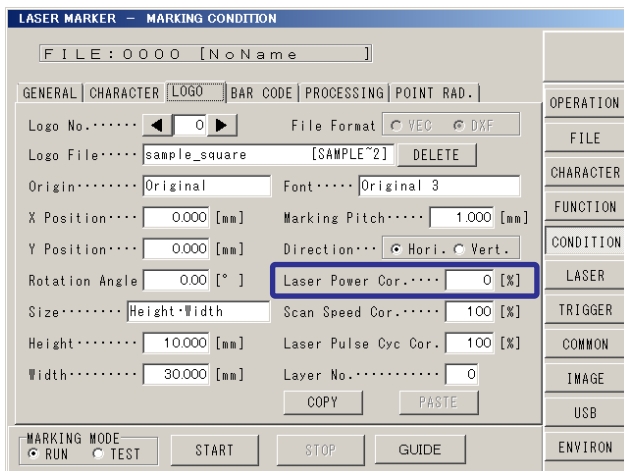 LASER MARKER － MARKING CONDITION
FILE:0000 [NoName ]
GENERAL CHARACTER LOGO BAR CODE PROCESSING POINT RAD.
Logo No.······ 0 File Format VEC DXF
Logo File····· sample_square [SAMPLE~2] DELETE
Origin········ Original Font····· Original 3
X Position···· 0.000 [mm] Marking Pitch····· 1.000 [mm]
Y Position···· 0.000 [mm] Direction··· Hori. Vert.
Rotation Angle 0.00 [° ] Laser Power Cor.···· 0 [%]
Size········ Height·Width Scan Speed Cor.····· 100 [%]
Height········ 10.000 [mm] Laser Pulse Cyc Cor. 100 [%]
Width········· 30.000 [mm] Layer No.··········· 0
COPY PASTE
MARKING MODE
RUN TEST START STOP GUIDE
OPERATION
FILE
CHARACTER
FUNCTION
CONDITION
LASER
TRIGGER
COMMON
IMAGE
USB
ENVIRON